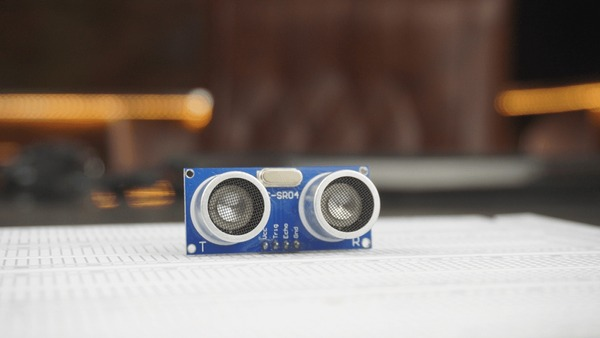 -SR04
Vcc
Trig
Echo
Gnd
T
R